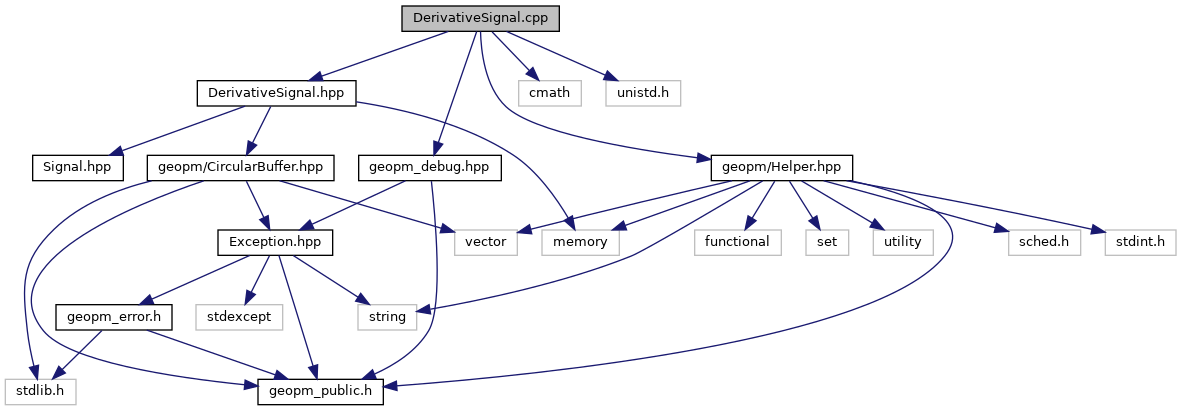 DerivativeSignal.cpp
DerivativeSignal.hpp
cmath
unistd.h
Signal.hpp
geopm/CircularBuffer.hpp
geopm_debug.hpp
geopm/Helper.hpp
Exception.hpp
vector
memory
functional
set
utility
sched.h
stdint.h
geopm_error.h
stdexcept
string
stdlib.h
geopm_public.h